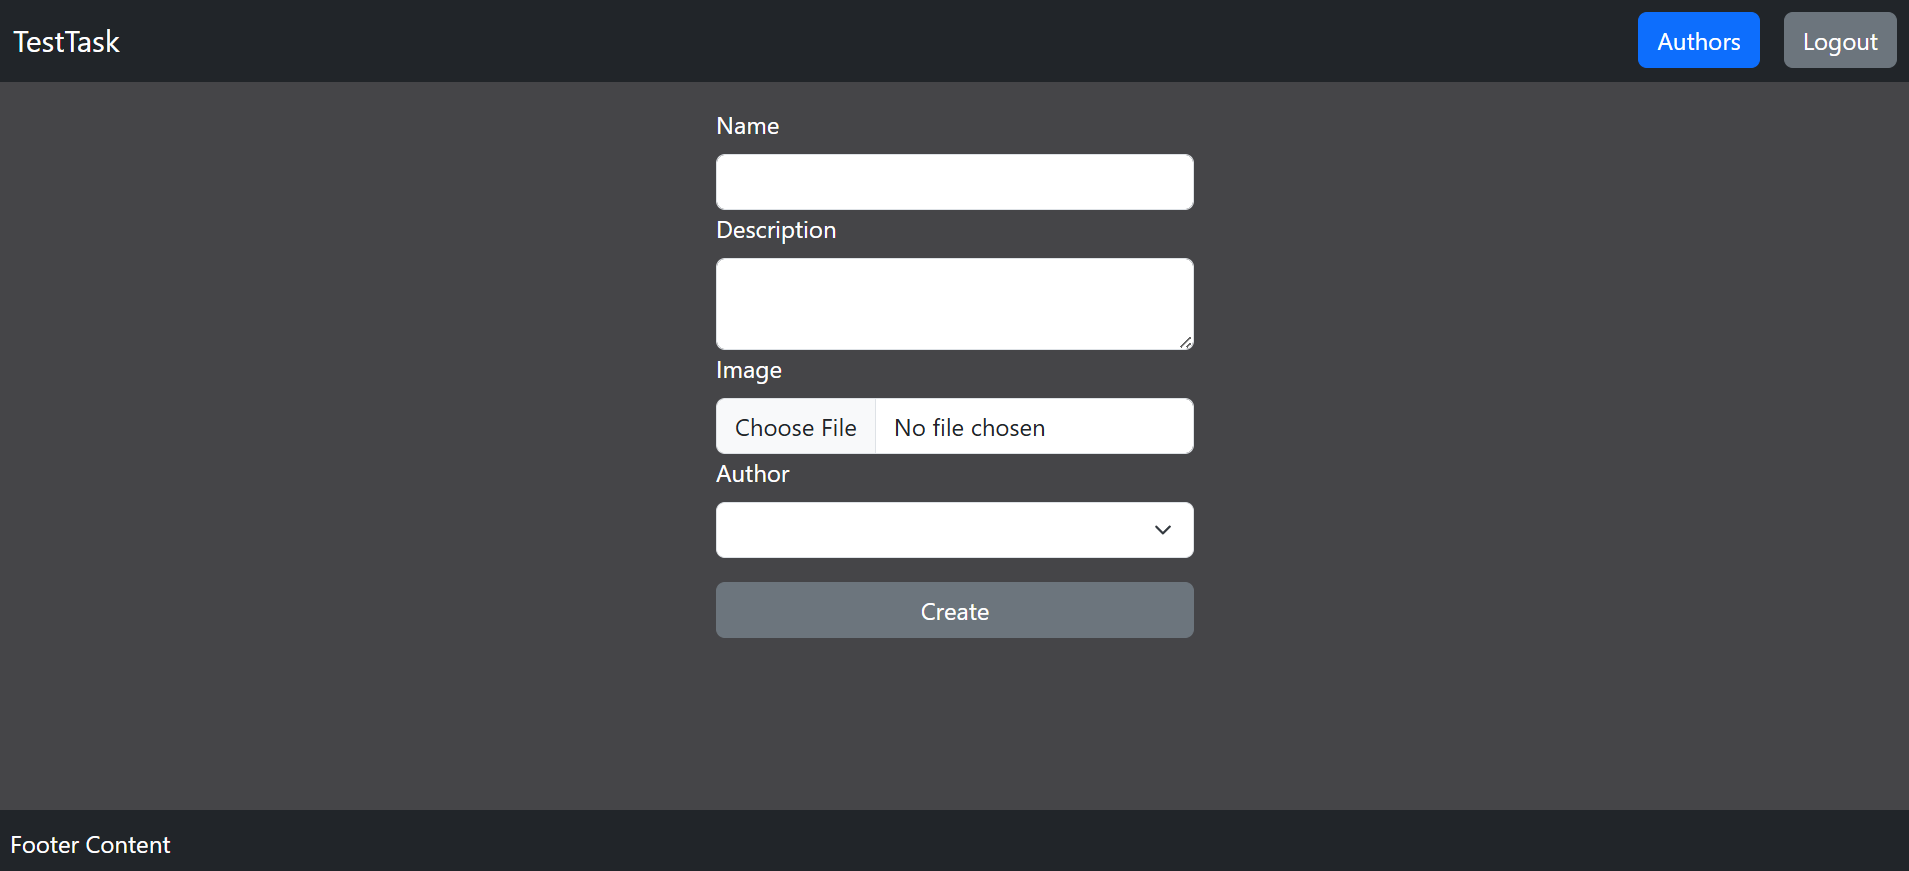 TestTask Authors Logout
Name
Description
Image
Choose File No file chosen
Author
Create
Footer Content